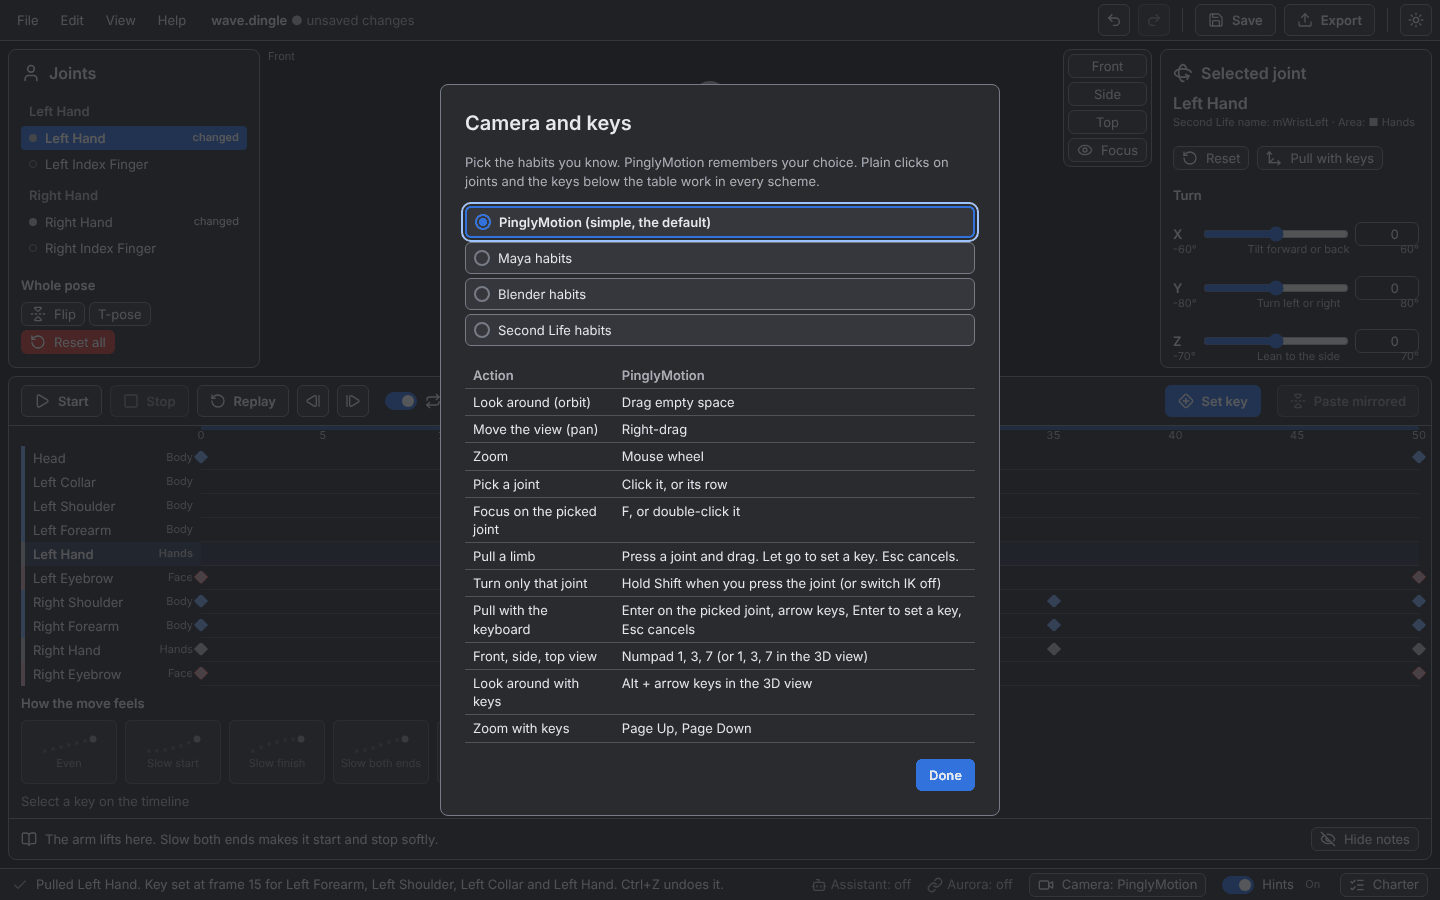 File Edit View Help wave.dingle unsaved changes Save Export
Joints
Left Hand
Left Hand changed
Left Index Finger
Right Hand
Right Hand changed
Right Index Finger
Whole pose
Flip T-pose
Reset all
Front
Front
Side
Top
Focus
Selected joint
Left Hand
Second Life name: mWristLeft · Area: Hands
Reset Pull with keys
Turn
X 0
-60° Tilt forward or back 60°
Y 0
-80° Turn left or right 80°
Z 0
-70° Lean to the side 70°
Camera and keys
Pick the habits you know. PinglyMotion remembers your choice. Plain clicks on
joints and the keys below the table work in every scheme.
PinglyMotion (simple, the default)
Maya habits
Blender habits
Second Life habits
Action PinglyMotion
Look around (orbit) Drag empty space
Move the view (pan) Right-drag
Zoom Mouse wheel
Pick a joint Click it, or its row
Focus on the picked joint F, or double-click it
Pull a limb Press a joint and drag. Let go to set a key. Esc cancels.
Turn only that joint Hold Shift when you press the joint (or switch IK off)
Pull with the keyboard Enter on the picked joint, arrow keys, Enter to set a key, Esc cancels
Front, side, top view Numpad 1, 3, 7 (or 1, 3, 7 in the 3D view)
Look around with keys Alt + arrow keys in the 3D view
Zoom with keys Page Up, Page Down
Done
Start Stop Replay Set key Paste mirrored
0 5 35 40 45 50
Head Body
Left Collar Body
Left Shoulder Body
Left Forearm Body
Left Hand Hands
Left Eyebrow Face
Right Shoulder Body
Right Forearm Body
Right Hand Hands
Right Eyebrow Face
How the move feels
Even Slow start Slow finish Slow both ends
Select a key on the timeline
The arm lifts here. Slow both ends makes it start and stop softly. Hide notes
Pulled Left Hand. Key set at frame 15 for Left Forearm, Left Shoulder, Left Collar and Left Hand. Ctrl+Z undoes it. Assistant: off Aurora: off Camera: PinglyMotion Hints On Charter